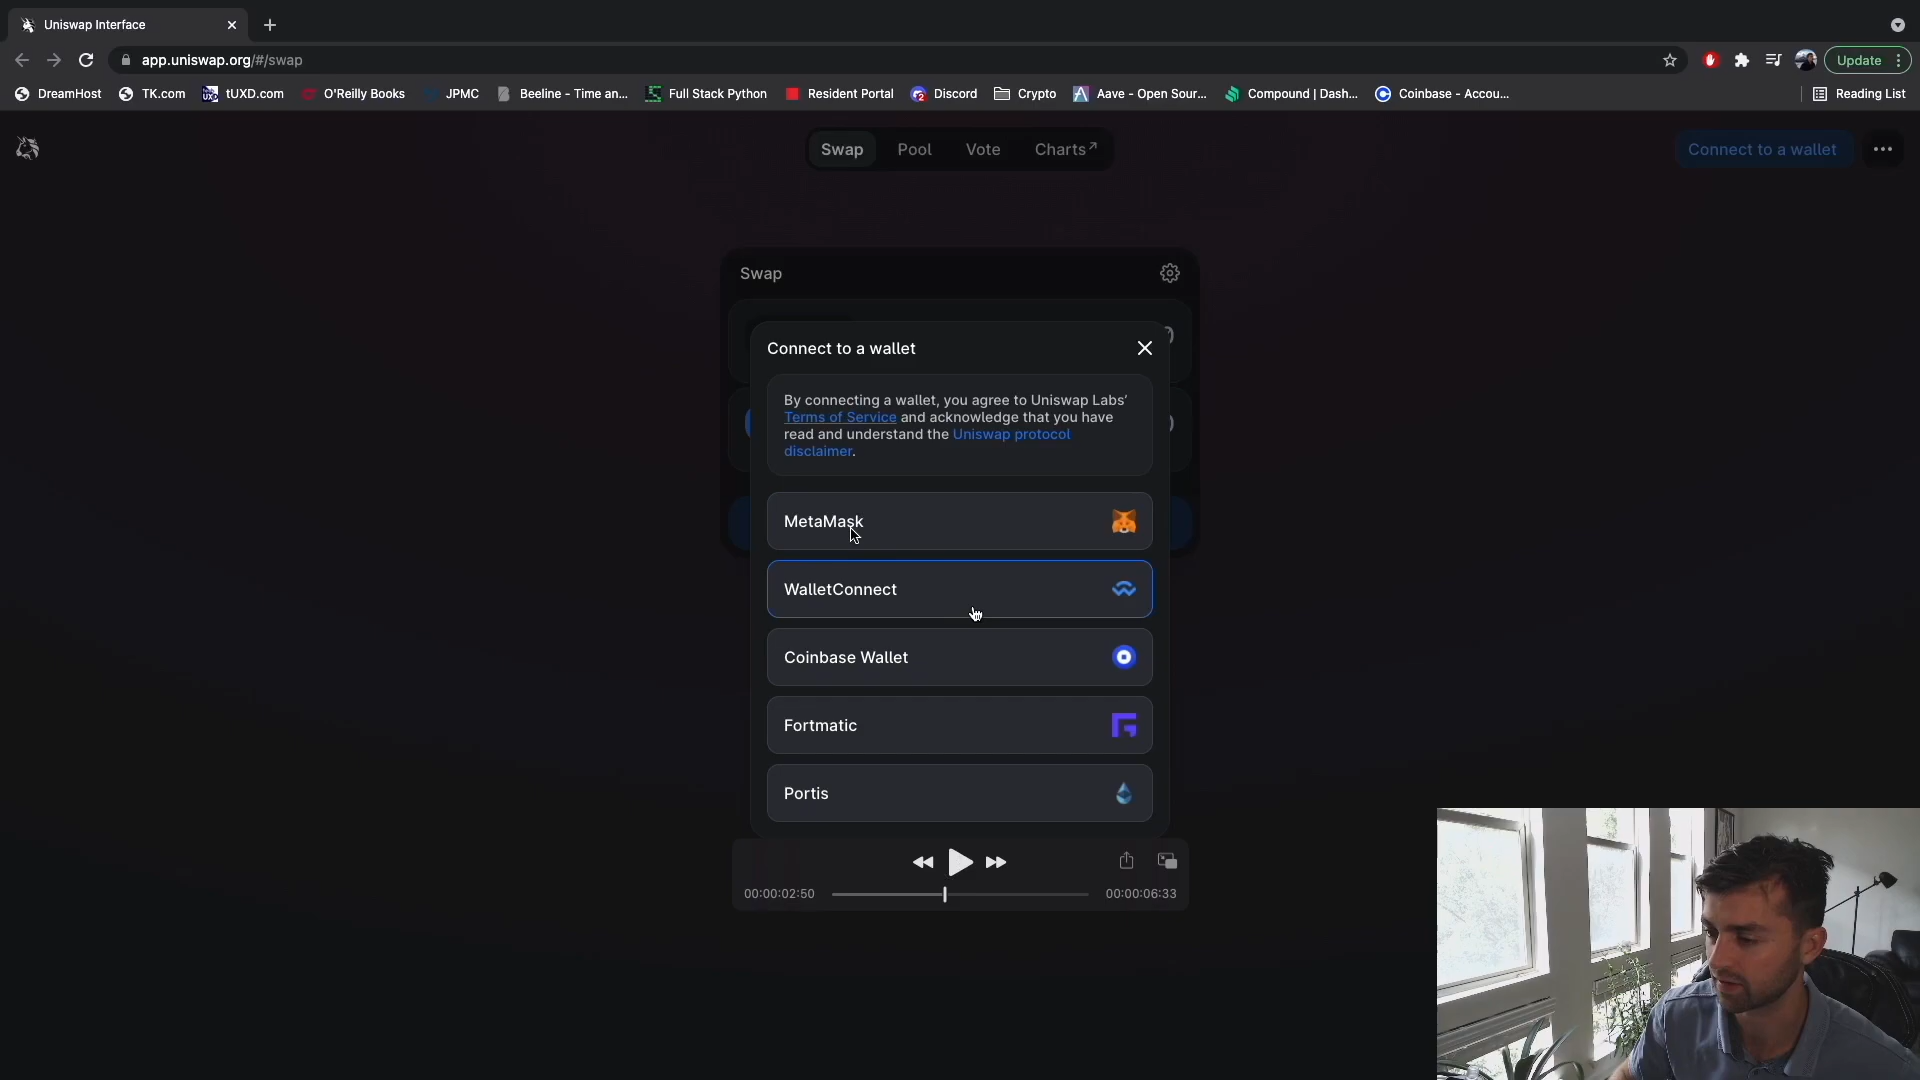 Uniswap Interface
app.uniswap.org/#/swap
Update
DreamHost TK.com tUXD.com O'Reilly Books JPMC Beeline - Time an... Full Stack Python Resident Portal Discord Crypto Aave - Open Sour... Compound | Dash... Coinbase - Accou... Reading List
Swap Pool Vote Charts↗ Connect to a wallet
Swap
Connect to a wallet
By connecting a wallet, you agree to Uniswap Labs’
Terms of Service and acknowledge that you have
read and understand the Uniswap protocol
disclaimer.
MetaMask
WalletConnect
Coinbase Wallet
Fortmatic
Portis
00:00:02:50 00:00:06:33